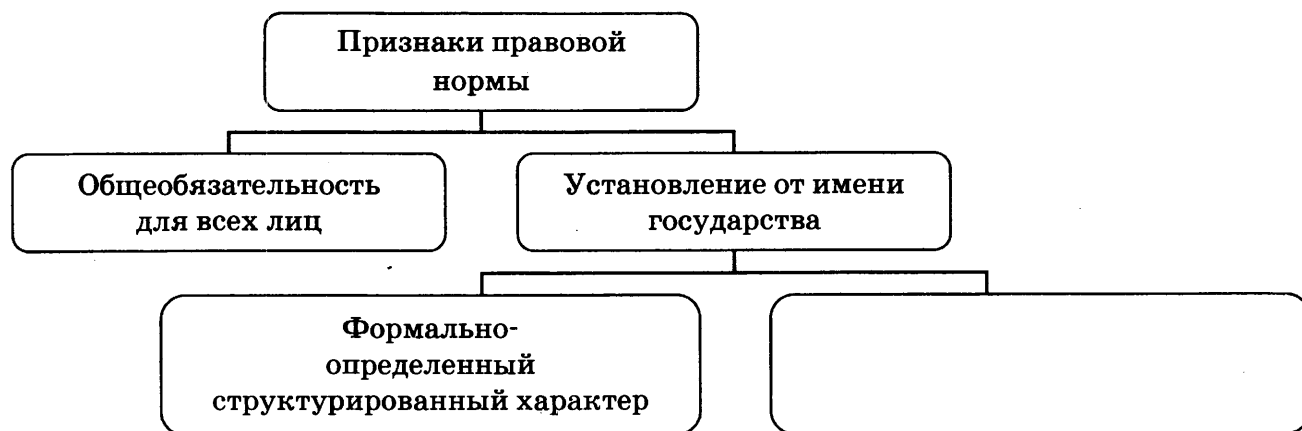 Признаки правовой
нормы
Общеобязательность
для всех лиц
Установление от имени
государства
Формально-
определенный
структурированный характер